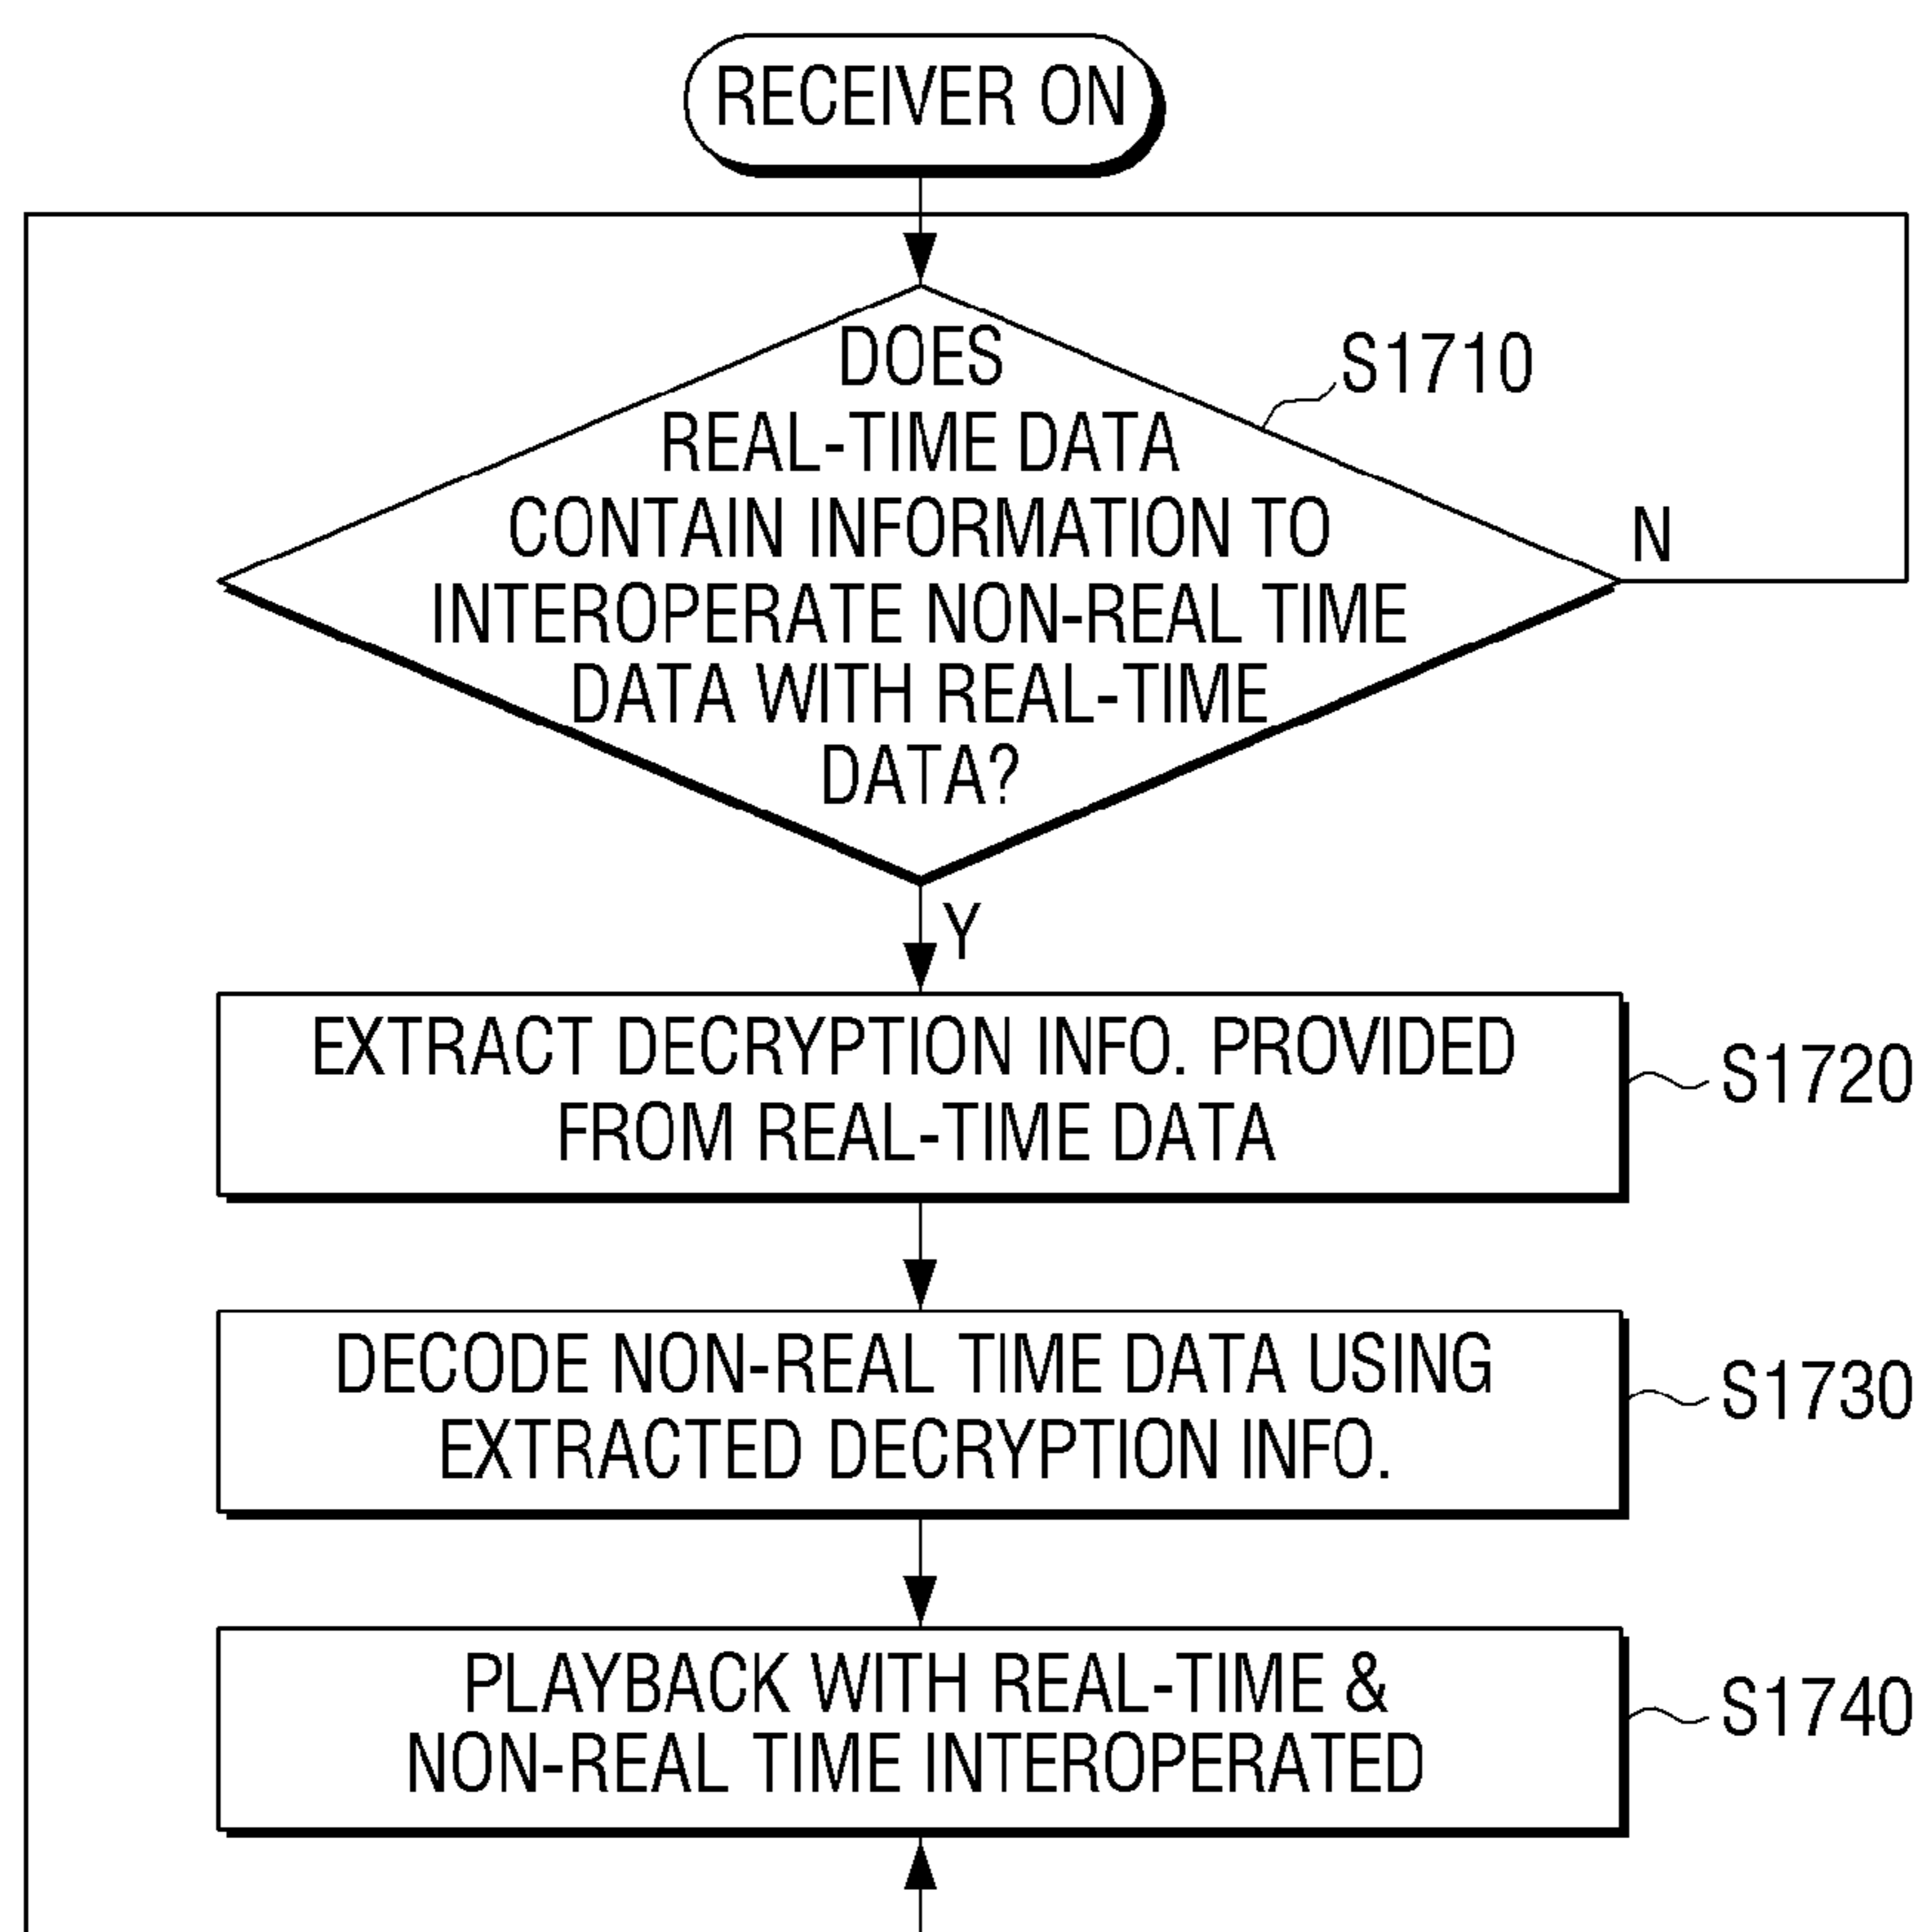 RECEIVER ON
DOES
REAL-TIME DATA
CONTAIN INFORMATION TO
INTEROPERATE NON-REAL TIME
DATA WITH REAL-TIME
DATA?
S1710
N
Y
EXTRACT DECRYPTION INFO. PROVIDED
FROM REAL-TIME DATA
S1720
DECODE NON-REAL TIME DATA USING
EXTRACTED DECRYPTION INFO.
S1730
PLAYBACK WITH REAL-TIME &
NON-REAL TIME INTEROPERATED
S1740